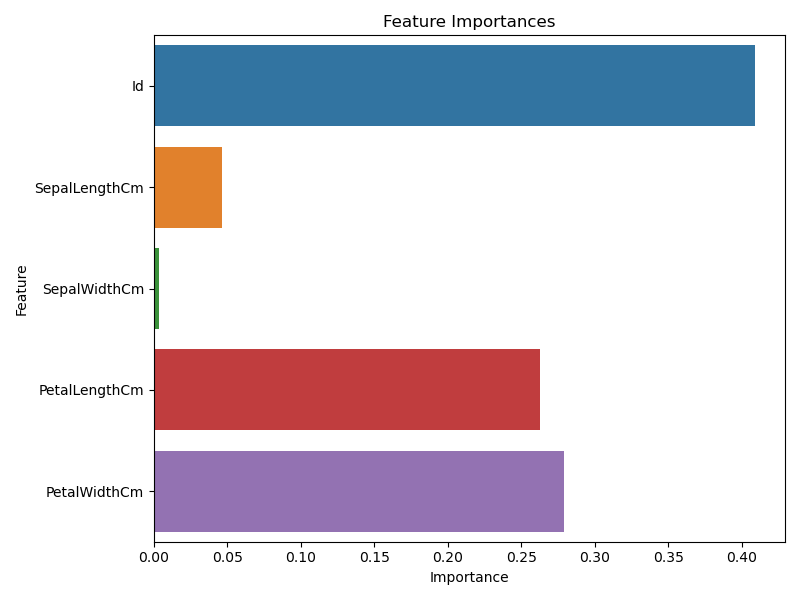 Feature Importances
Feature
Id
SepalLengthCm
SepalWidthCm
PetalLengthCm
PetalWidthCm
0.00 0.05 0.10 0.15 0.20 0.25 0.30 0.35 0.40
Importance